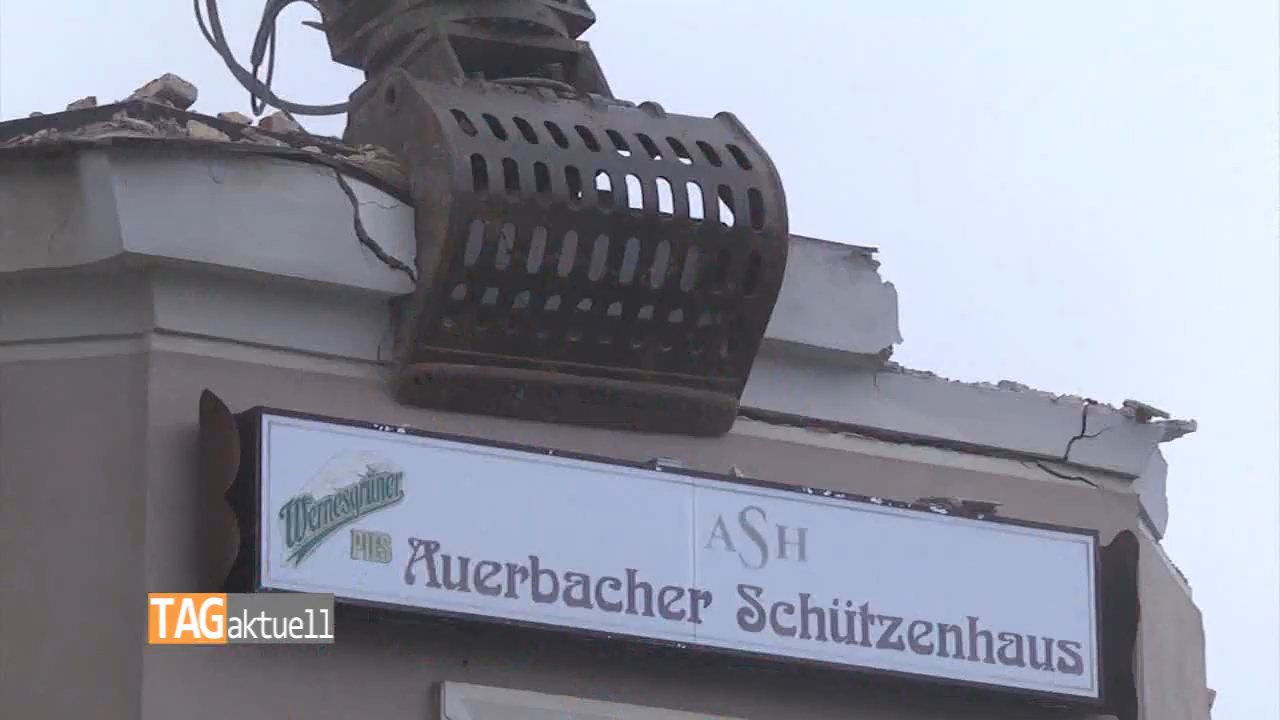 Wernesgrüner
PILS
ASH
Auerbacher Schützenhaus
TAGaktuell